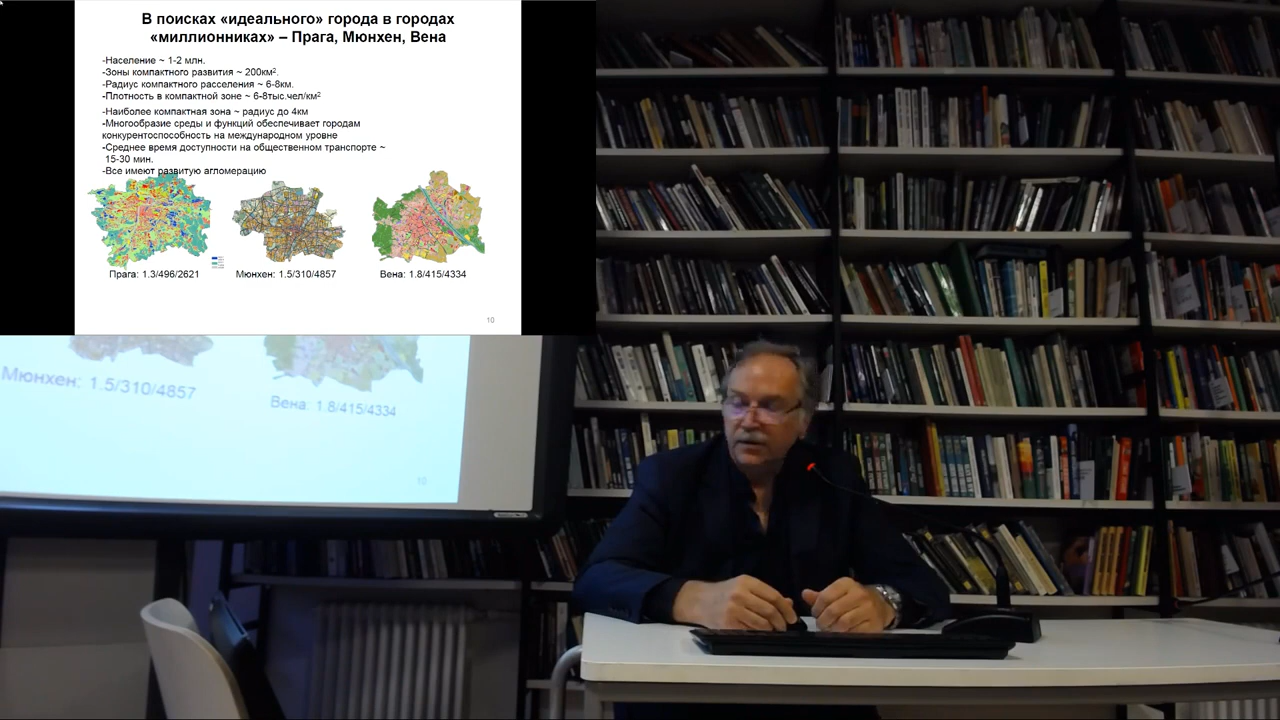 В поисках «идеального» города в городах
«миллионниках» – Прага, Мюнхен, Вена
-Население ~ 1-2 млн.
-Зоны компактного развития ~ 200км².
-Радиус компактного расселения ~ 6-8км.
-Плотность в компактной зоне ~ 6-8тыс.чел/км²
-Наиболее компактная зона ~ радиус до 4км
-Многообразие среды и функций обеспечивает городам
конкурентоспособность на международном уровне
-Среднее время доступности на общественном транспорте ~
15-30 мин.
-Все имеют развитую агломерацию
Прага: 1.3/496/2621
Мюнхен: 1.5/310/4857
Вена: 1.8/415/4334
10
Мюнхен: 1.5/310/4857
Вена: 1.8/415/4334
10